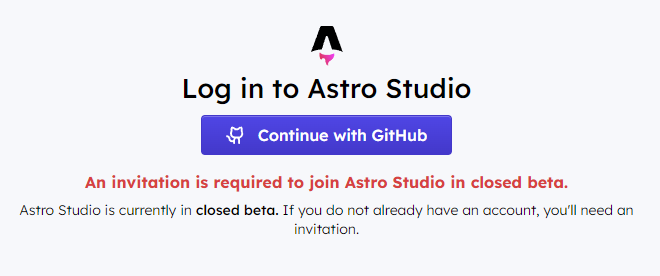 Log in to Astro Studio
Continue with GitHub
An invitation is required to join Astro Studio in closed beta.
Astro Studio is currently in closed beta. If you do not already have an account, you'll need an
invitation.